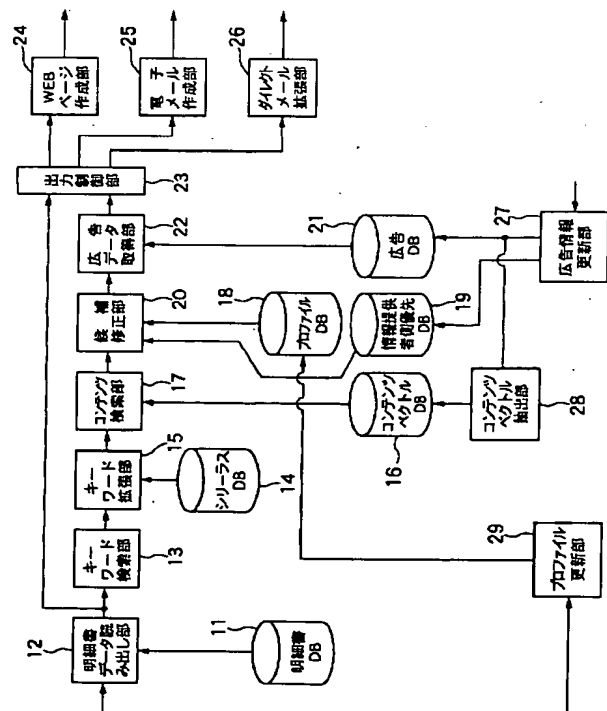 12
明細書
データ読
み出し部
11
明細書
DB
13
キー
ワード
検索部
15
キー
ワード
拡張部
14
シリーラス
DB
17
コンテンツ
検索部
16
コンテンツ
ベクトル
DB
20
候補
修正部
18
プロファイル
DB
19
情報提供
者側優先
DB
22
広告
データ
取得部
21
広告
DB
23
出力制御部
24
WEB
ページ
作成部
25
電子
メール
作成部
26
ダイレクト
メール
拡張部
27
広告情報
更新部
28
コンテンツ
ベクトル
抽出部
29
プロファイル
更新部